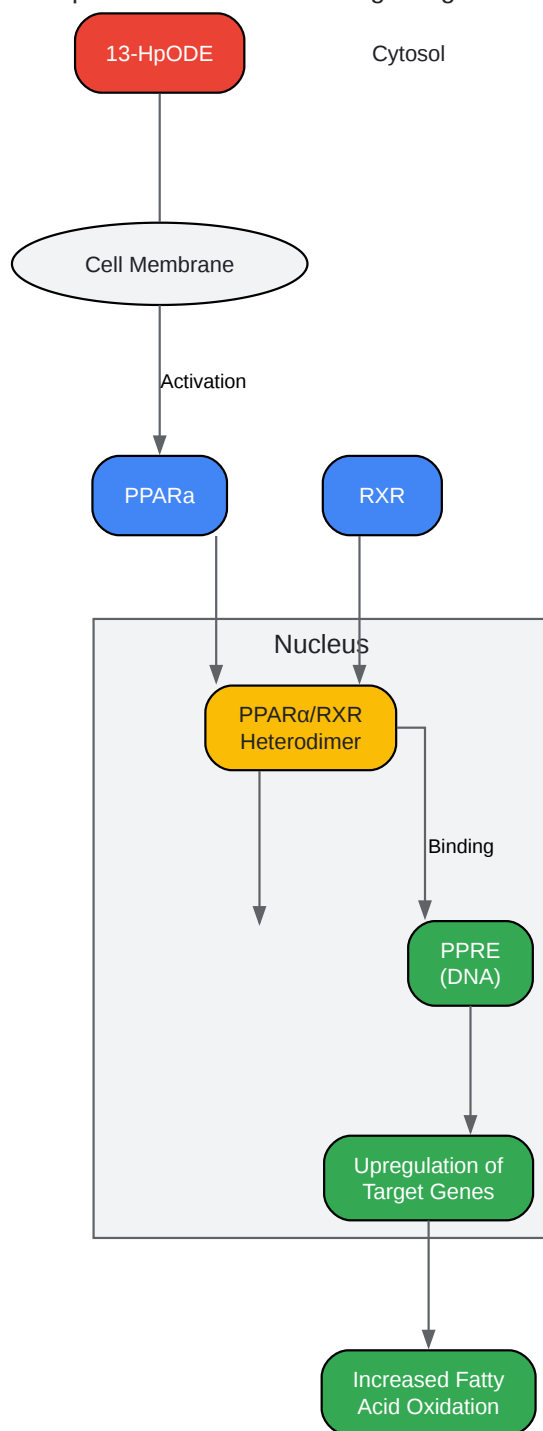 13-HpODE
Cytosol
Cell Membrane
Activation
PPARa
RXR
Nucleus
PPARα/RXR
Heterodimer
Binding
PPRE
(DNA)
Upregulation of
Target Genes
Increased Fatty
Acid Oxidation